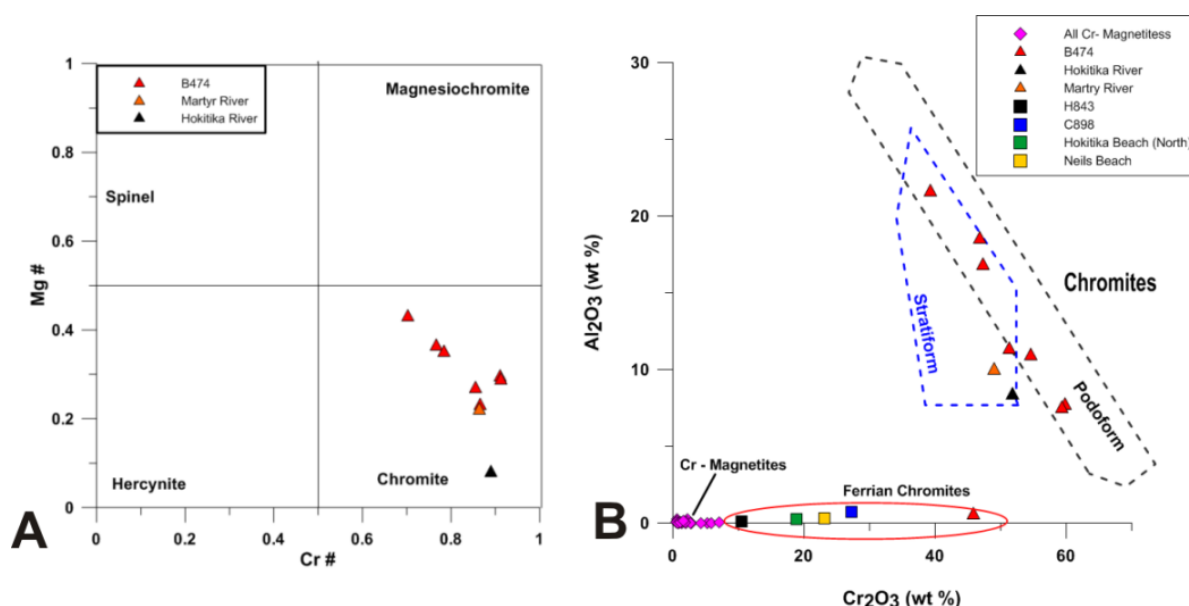 B474
Martyr River
Hokitika River
Magnesiochromite
Spinel
Hercynite
Chromite
1
0.8
0.6
0.4
0.2
0
0
0.2
0.4
0.6
0.8
1
Mg #
Cr #
A
All Cr- Magnetitess
B474
Hokitika River
Martry River
H843
C898
Hokitika Beach (North)
Neils Beach
30
20
10
0
Al2O3 (wt %)
Chromites
Stratiform
Podoform
Cr - Magnetites
Ferrian Chromites
0
20
40
60
Cr2O3 (wt %)
B